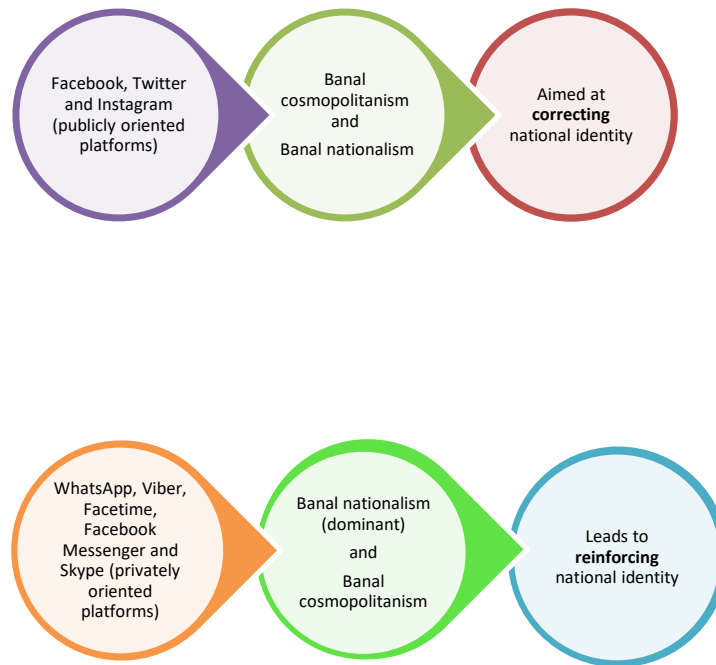 Facebook, Twitter
and Instagram
(publicly oriented
platforms)
Banal
cosmopolitanism
and
Banal nationalism
Aimed at
correcting
national identity
WhatsApp, Viber,
Facetime,
Facebook
Messenger and
Skype (privately
oriented
platforms)
Banal nationalism
(dominant)
and
Banal
cosmopolitanism
Leads to
reinforcing
national identity